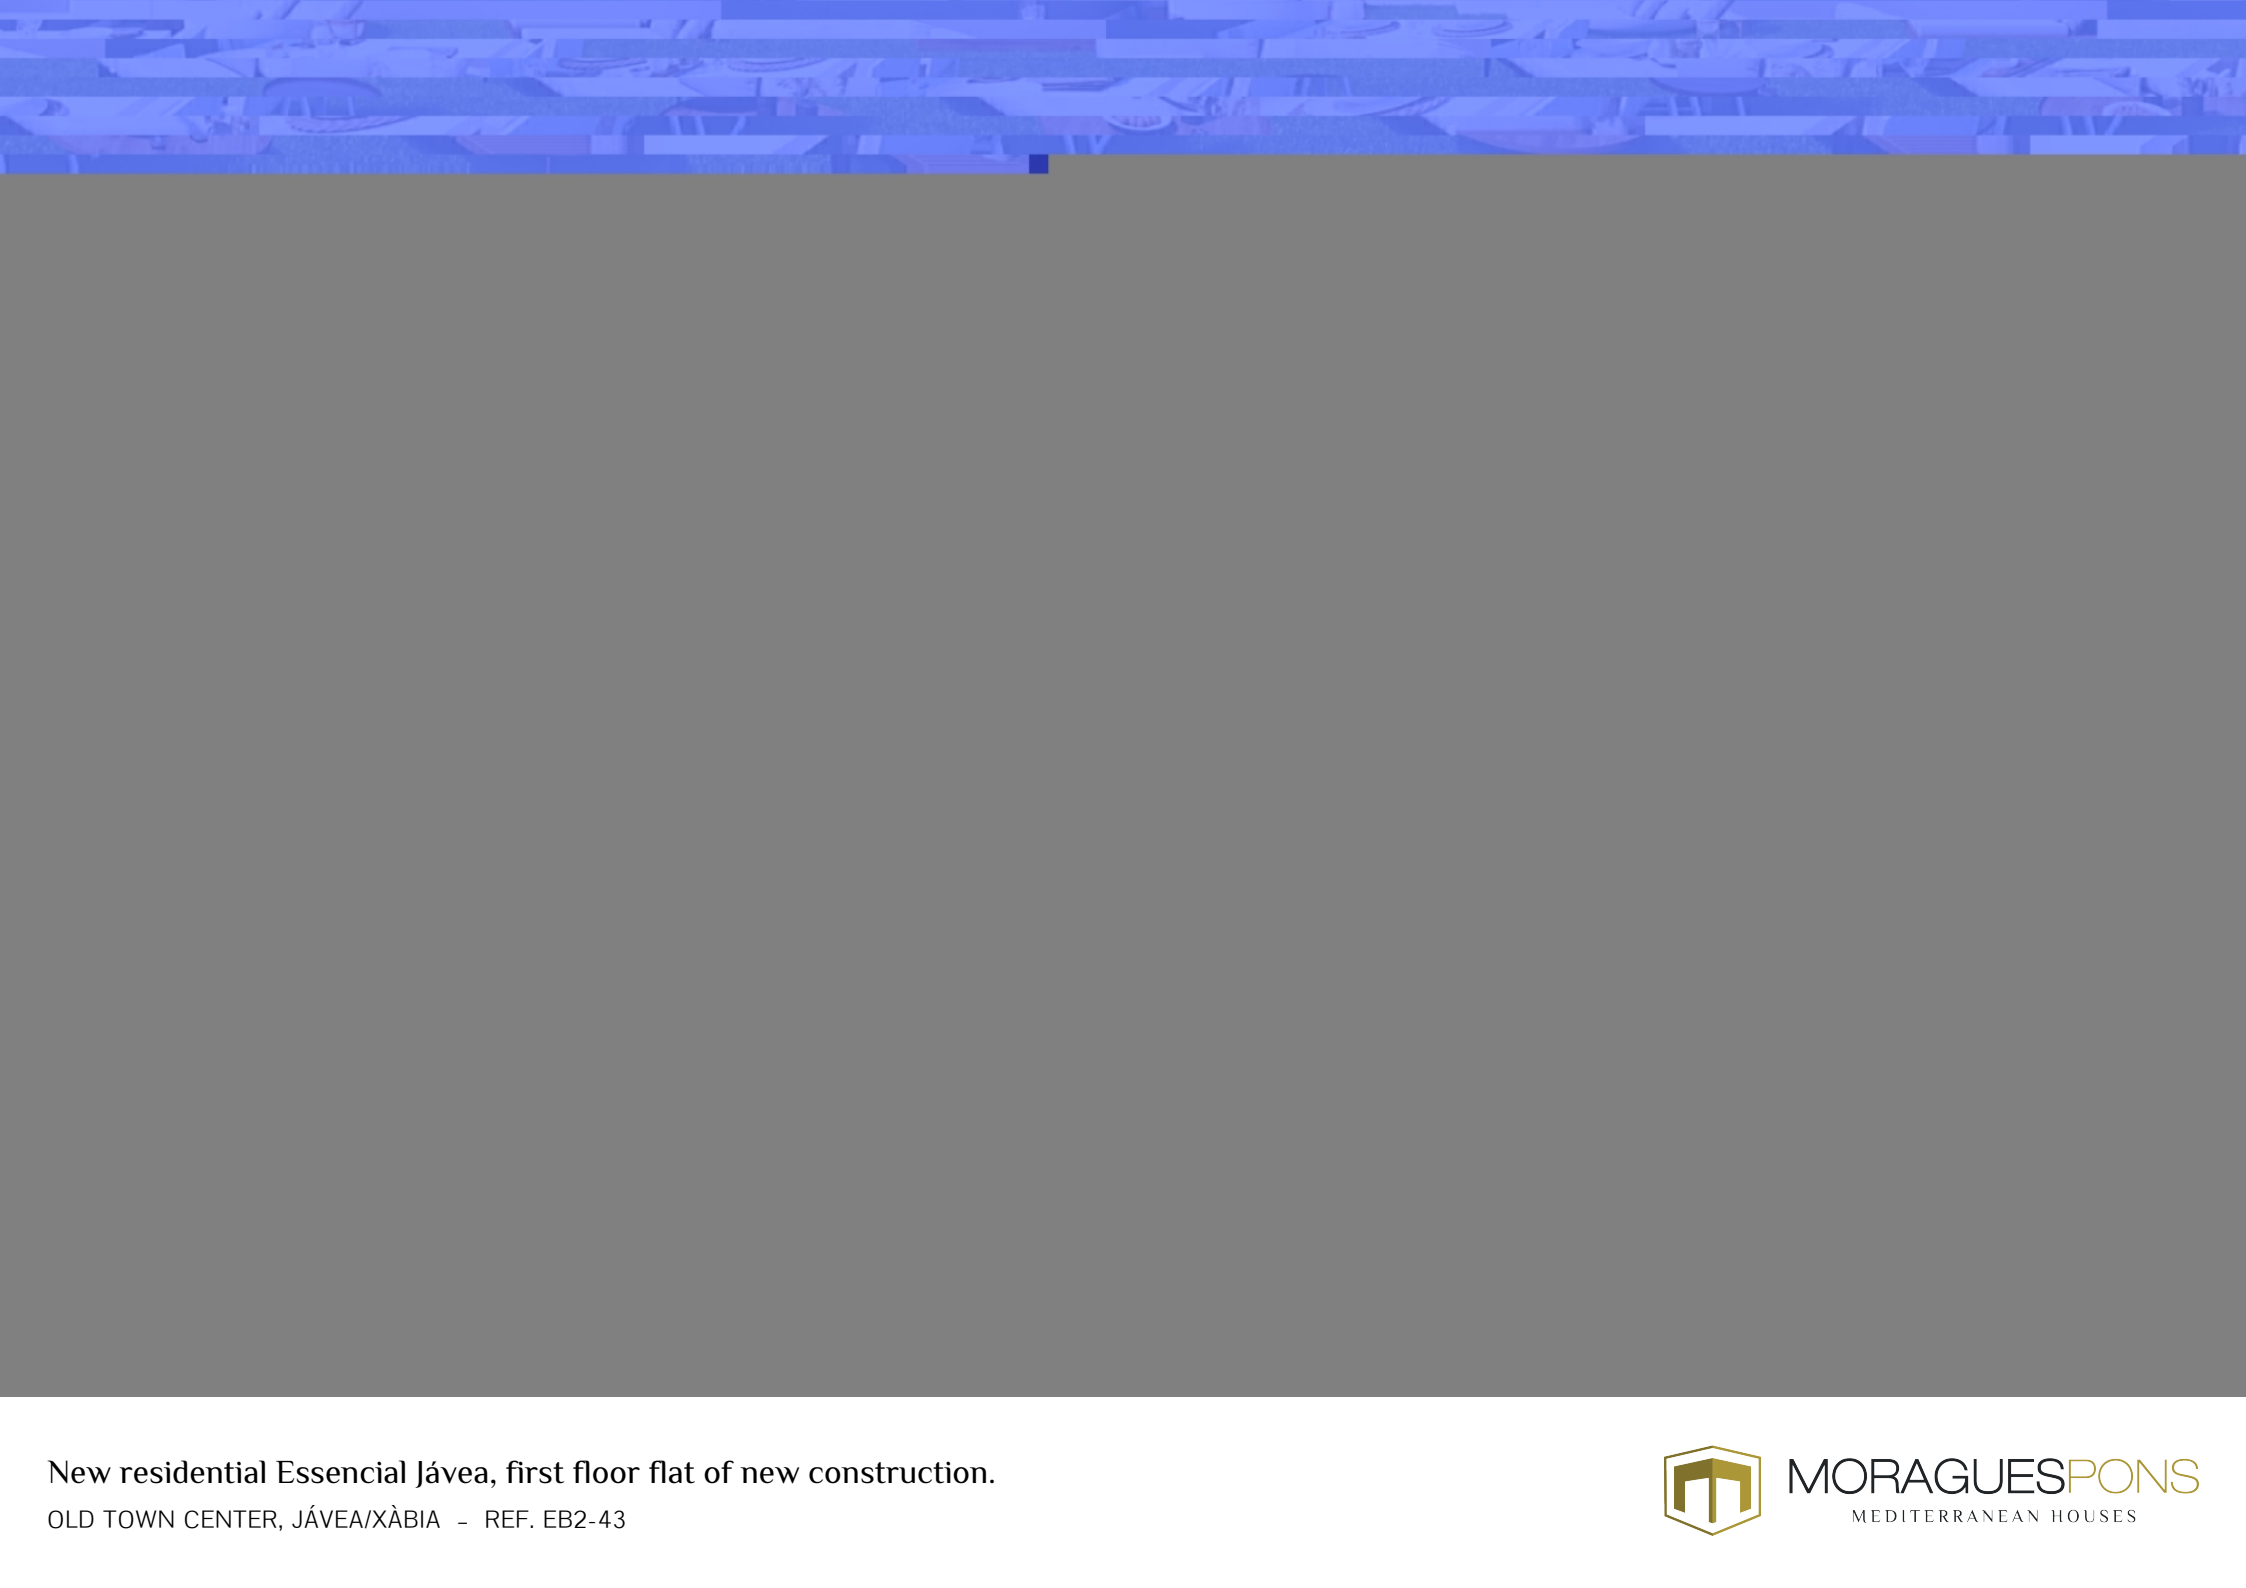 New residential Essencial Jávea, first floor flat of new construction.
OLD TOWN CENTER, JÁVEA/XÀBIA – REF. EB2-43
MORAGUESPONS
MEDITERRANEAN HOUSES